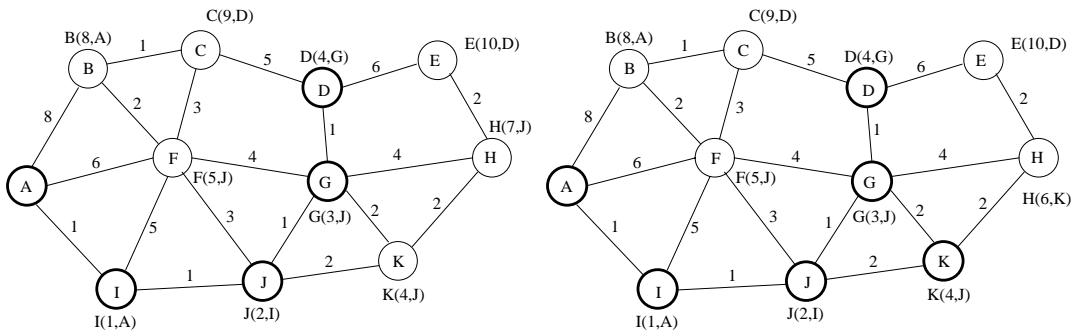 C(9,D)
B(8,A)
1
C
E(10,D)
B
5
D(4,G)
6
E
D
2
3
2
8
1
H(7,J)
6
F
4
4
H
A
F(5,J)
G
G(3,J)
1
5
3
1
2
2
2
K
I
1
J
K(4,J)
I(1,A)
J(2,I)
C(9,D)
B(8,A)
1
C
E(10,D)
B
5
D(4,G)
6
E
D
2
3
2
8
1
6
F
4
4
H
A
F(5,J)
G
H(6,K)
G(3,J)
1
5
3
1
2
2
2
K
I
1
J
K(4,J)
I(1,A)
J(2,I)